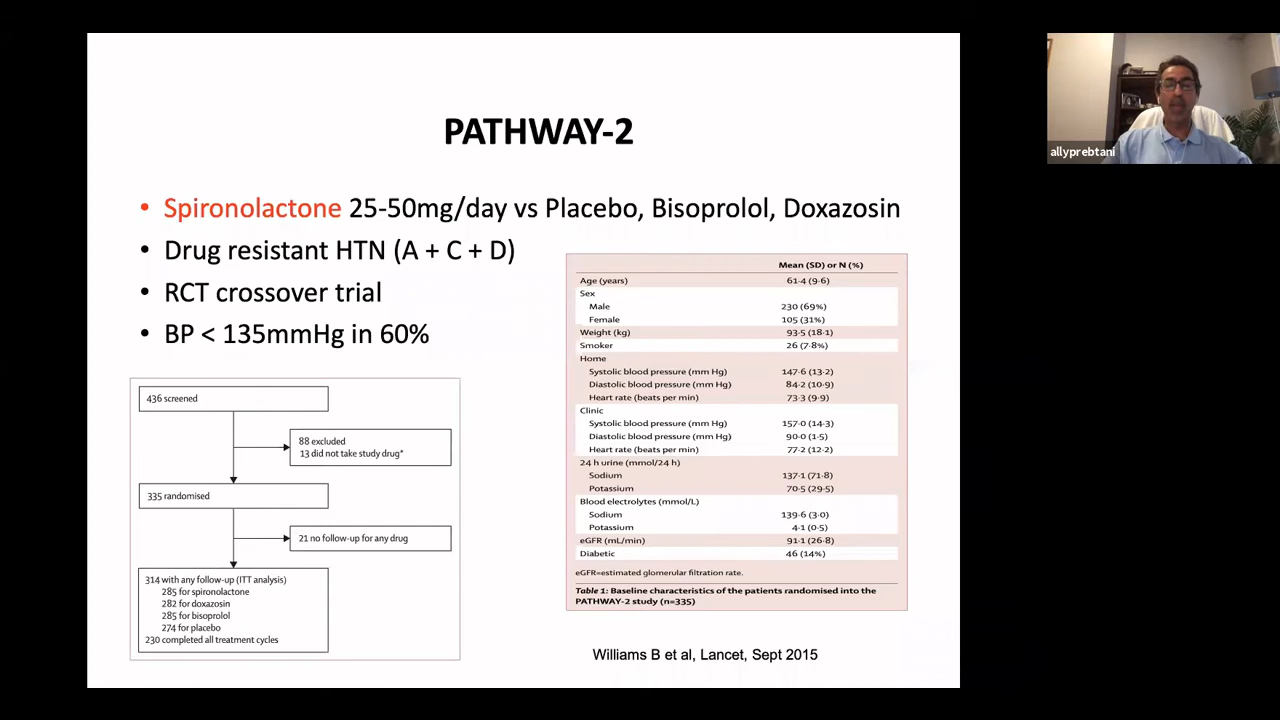 PATHWAY-2
• Spironolactone 25-50mg/day vs Placebo, Bisoprolol, Doxazosin
• Drug resistant HTN (A + C + D)
• RCT crossover trial
• BP < 135mmHg in 60%
436 screened
88 excluded
13 did not take study drug*
335 randomised
21 no follow-up for any drug
314 with any follow-up (ITT analysis)
285 for spironolactone
282 for doxazosin
285 for bisoprolol
274 for placebo
230 completed all treatment cycles
Mean (SD) or N (%)
Age (years) 61·4 (9·6)
Sex
Male 230 (69%)
Female 105 (31%)
Weight (kg) 93·5 (18·1)
Smoker 26 (7·8%)
Home
Systolic blood pressure (mm Hg) 147·6 (13·2)
Diastolic blood pressure (mm Hg) 84·2 (10·9)
Heart rate (beats per min) 73·3 (9·9)
Clinic
Systolic blood pressure (mm Hg) 157·0 (14·3)
Diastolic blood pressure (mm Hg) 90·0 (1·5)
Heart rate (beats per min) 77·2 (12·2)
24 h urine (mmol/24 h)
Sodium 137·1 (71·8)
Potassium 70·5 (29·5)
Blood electrolytes (mmol/L)
Sodium 139·6 (3·0)
Potassium 4·1 (0·5)
eGFR (mL/min) 91·1 (26·8)
Diabetic 46 (14%)
eGFR=estimated glomerular filtration rate.
Table 1: Baseline characteristics of the patients randomised into the
PATHWAY-2 study (n=335)
Williams B et al, Lancet, Sept 2015
allyprebtani